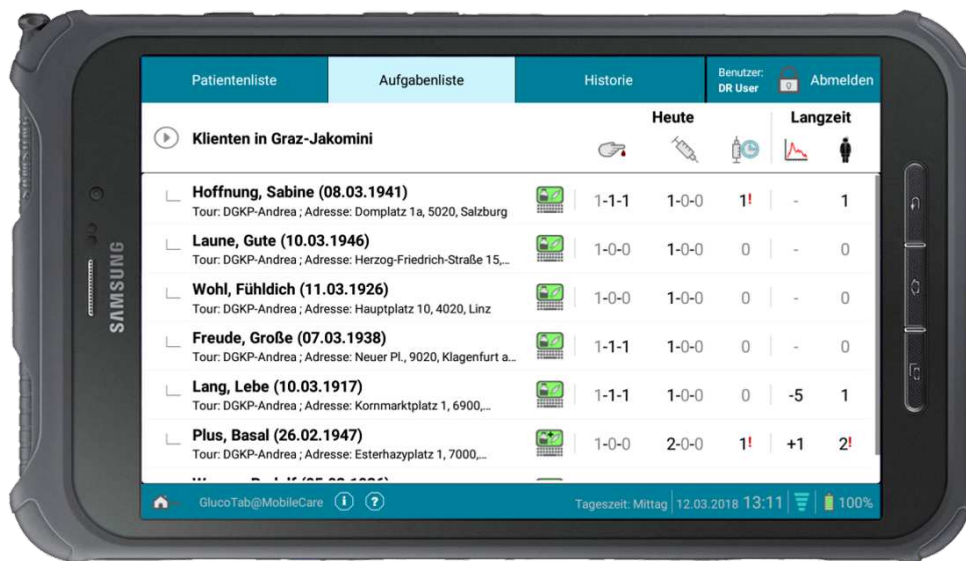 SAMSUNG
SAMSUNG
Patientenliste Aufgabenliste Historie Benutzer: DR User Abmelden
Klienten in Graz-Jakomini Heute Langzeit
Hoffnung, Sabine (08.03.1941) 1-1-1 1-0-0 1! - 1
Tour: DGKP-Andrea ; Adresse: Domplatz 1a, 5020, Salzburg
Laune, Gute (10.03.1946) 1-0-0 1-0-0 0 - 0
Tour: DGKP-Andrea ; Adresse: Herzog-Friedrich-Straße 15,...
Wohl, Fühldich (11.03.1926) 1-0-0 1-0-0 0 - 0
Tour: DGKP-Andrea ; Adresse: Hauptplatz 10, 4020, Linz
Freude, Große (07.03.1938) 1-1-1 1-0-0 0 - 0
Tour: DGKP-Andrea ; Adresse: Neuer Pl., 9020, Klagenfurt a...
Lang, Lebe (10.03.1917) 1-1-1 1-0-0 0 -5 1
Tour: DGKP-Andrea ; Adresse: Kornmarktplatz 1, 6900,...
Plus, Basal (26.02.1947) 1-0-0 2-0-0 1! +1 2!
Tour: DGKP-Andrea ; Adresse: Esterhazyplatz 1, 7000,...
GlucoTab@MobileCare i ? Tageszeit: Mittag 12.03.2018 13:11 100%